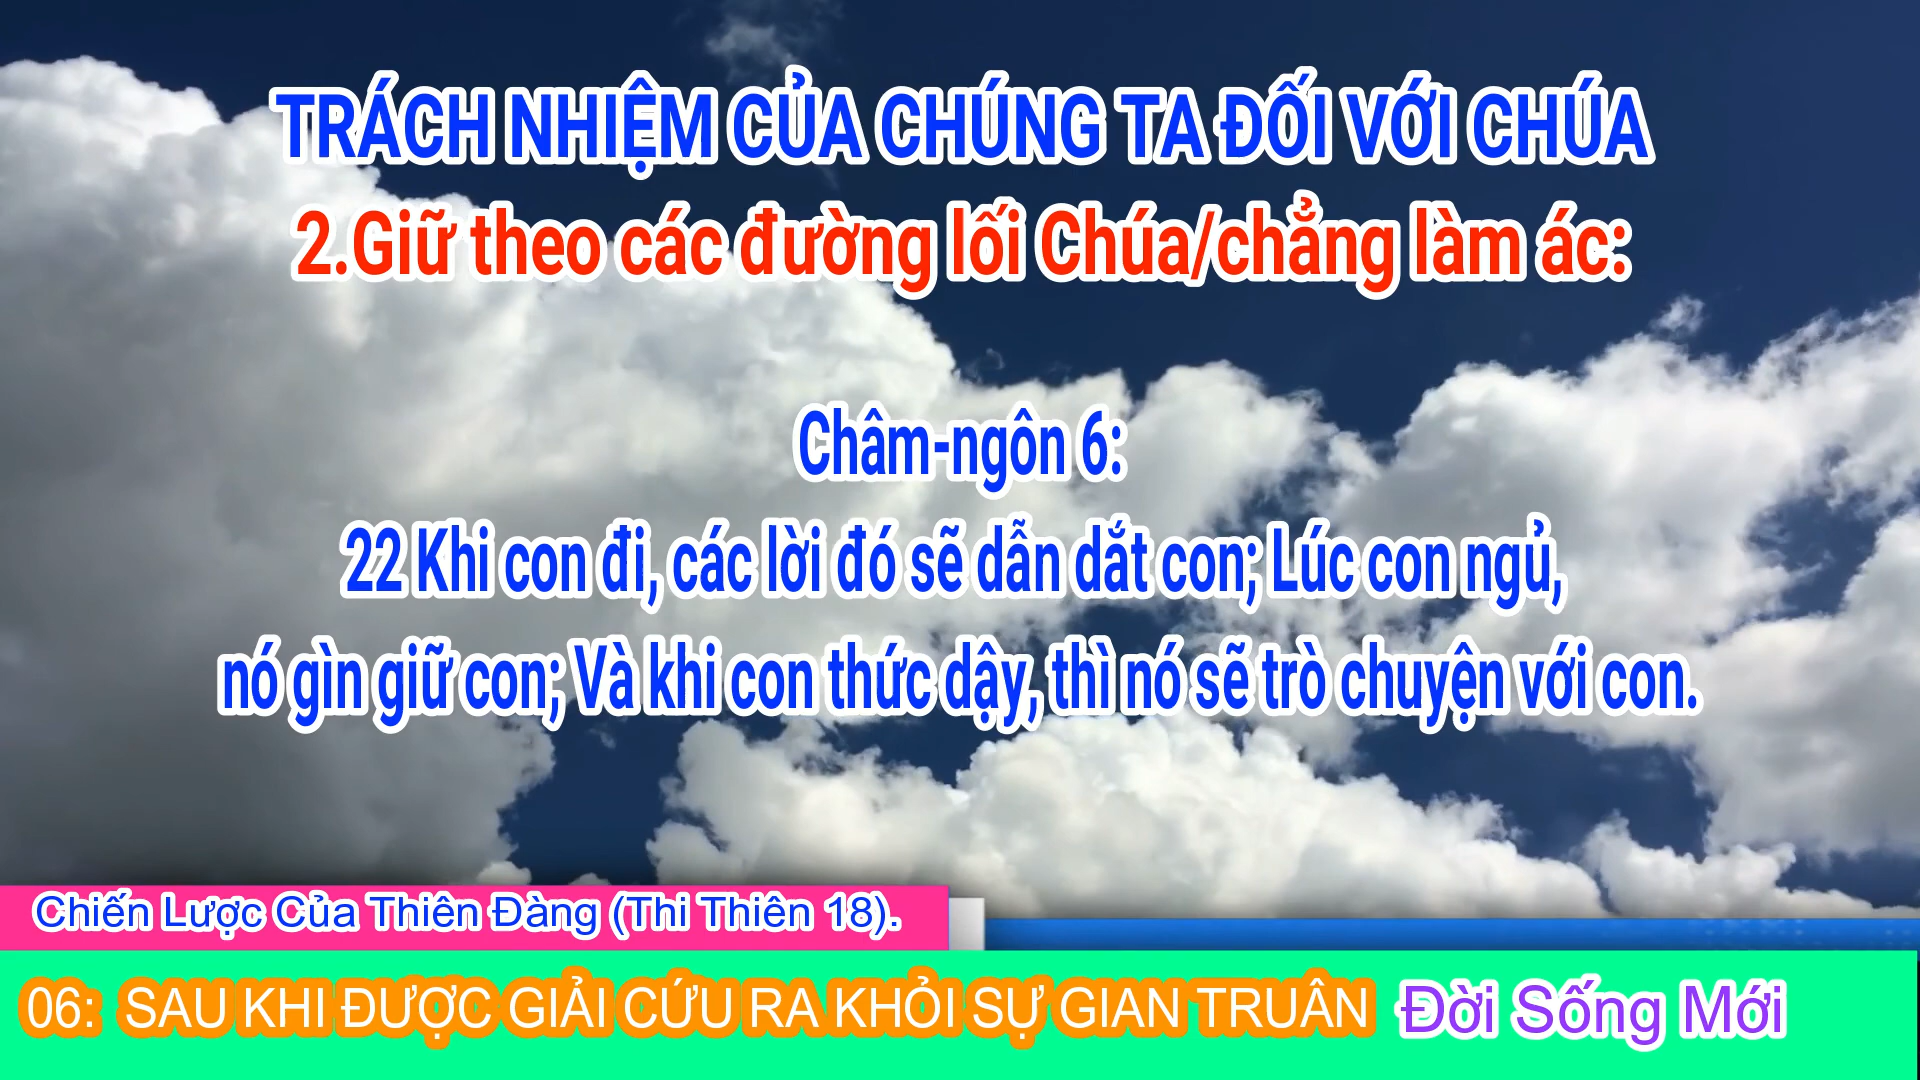 TRÁCH NHIỆM CỦA CHÚNG TA ĐỐI VỚI CHÚA
2.Giữ theo các đường lối Chúa/chẳng làm ác:
Châm-ngôn 6:
22 Khi con đi, các lời đó sẽ dẫn dắt con; Lúc con ngủ,
nó gìn giữ con; Và khi con thức dậy, thì nó sẽ trò chuyện với con.
Chiến Lược Của Thiên Đàng (Thi Thiên 18).
06: SAU KHI ĐƯỢC GIẢI CỨU RA KHỎI SỰ GIAN TRUÂN Đời Sống Mới